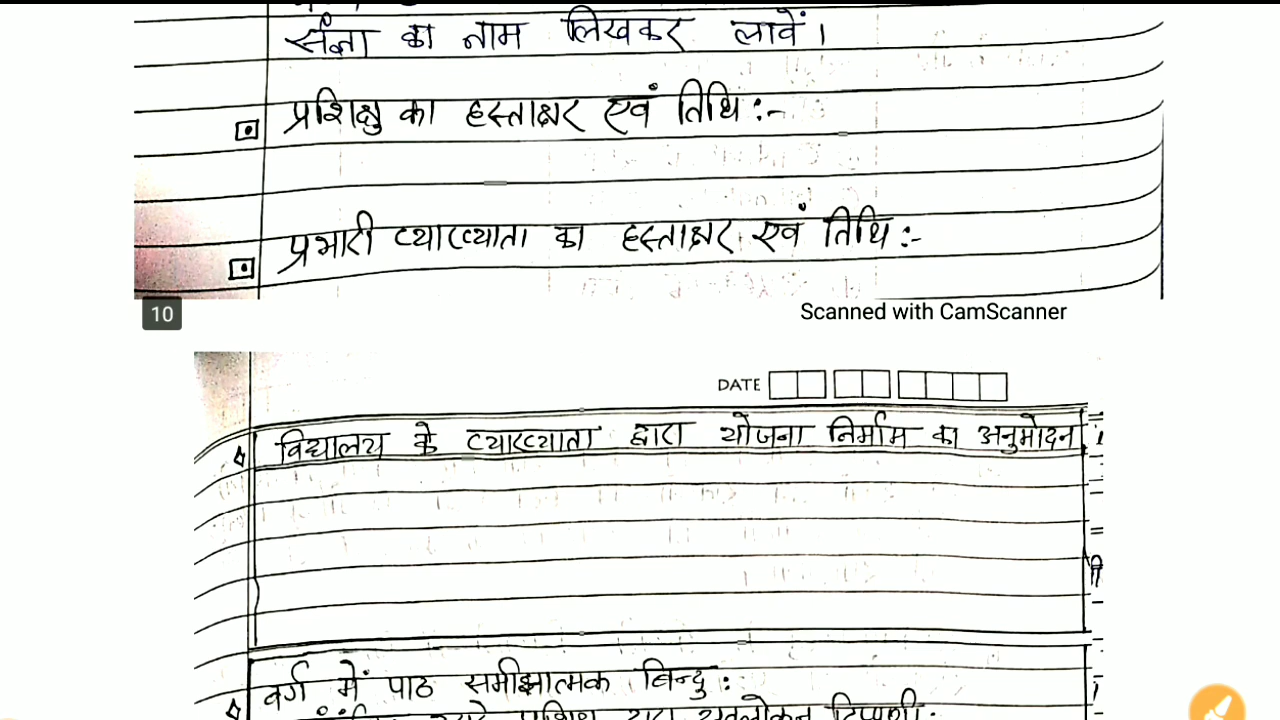 संज्ञा का नाम लिखकर लावें।
प्रशिक्षु का हस्ताक्षर एवं तिथि:-
प्रभारी व्याख्याता का हस्ताक्षर एवं तिथि:-
10
Scanned with CamScanner
DATE
विद्यालय के व्याख्याता द्वारा योजना निर्माम का अनुमोदन
वर्ग में पाठ समीक्षात्मक बिन्दु: